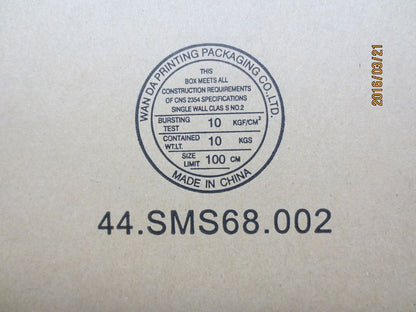 WAN DA PRINTING PACKAGING CO.,LTD.
THIS
BOX MEETS ALL
CONSTRUCTION REQUIREMENTS
OF CNS 2354 SPECIFICATIONS
SINGLE WALL CLAS S NO.2
BURSTING TEST 10 KGF/CM²
CONTAINED WT.LT. 10 KGS
SIZE LIMIT 100 CM
MADE IN CHINA
44.SMS68.002
2016/03/21